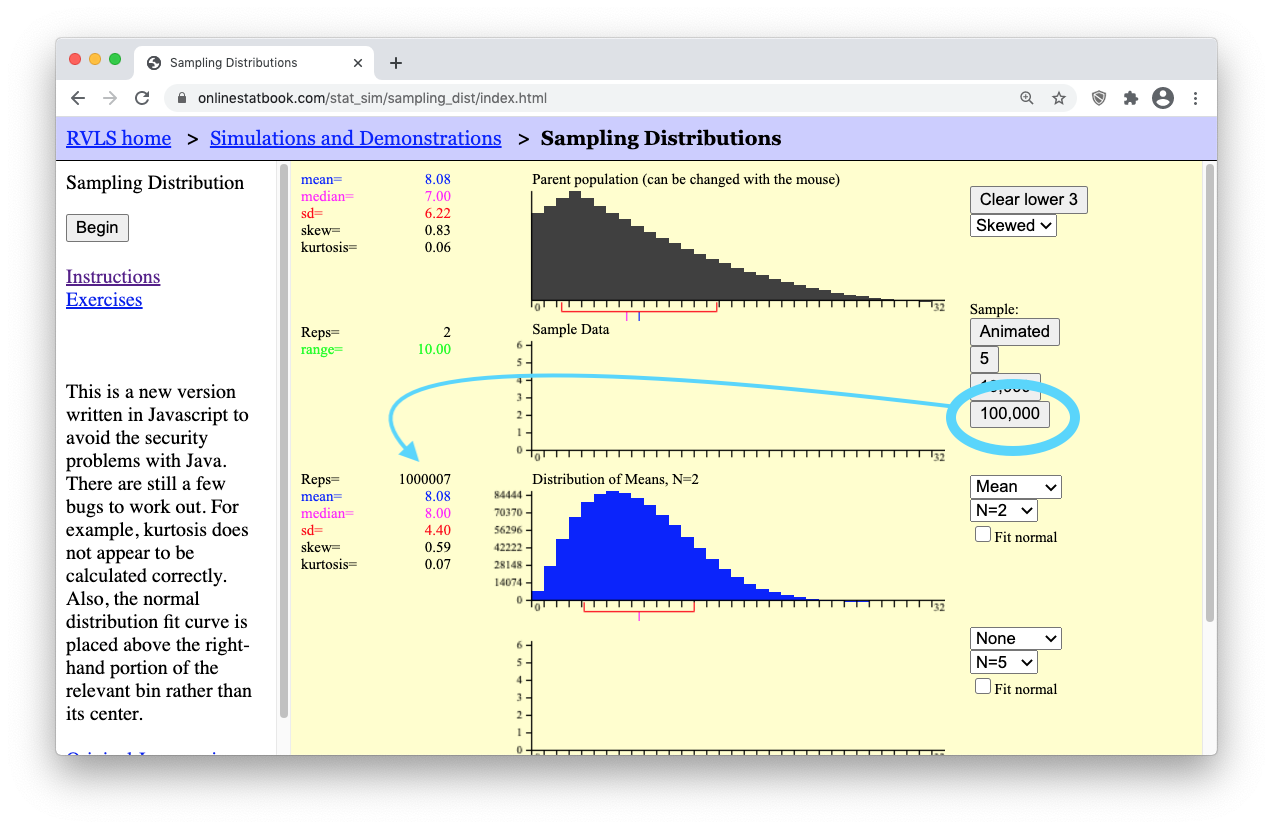 Sampling Distributions
onlinestatbook.com/stat_sim/sampling_dist/index.html
RVLS home > Simulations and Demonstrations > Sampling Distributions
Sampling Distribution
Begin
Instructions
Exercises
This is a new version
written in Javascript to
avoid the security
problems with Java.
There are still a few
bugs to work out. For
example, kurtosis does
not appear to be
calculated correctly.
Also, the normal
distribution fit curve is
placed above the right-
hand portion of the
relevant bin rather than
its center.
mean= 8.08
median= 7.00
sd= 6.22
skew= 0.83
kurtosis= 0.06
Parent population (can be changed with the mouse)
0 32
Clear lower 3
Skewed
Reps= 2
range= 10.00
Sample Data
6
5
4
3
2
1
0
0 32
Sample:
Animated
5
10,000
100,000
Reps= 1000007
mean= 8.08
median= 8.00
sd= 4.40
skew= 0.59
kurtosis= 0.07
Distribution of Means, N=2
84444
70370
56296
42222
28148
14074
0
0 32
Mean
N=2
Fit normal
6
5
4
3
2
1
0
None
N=5
Fit normal